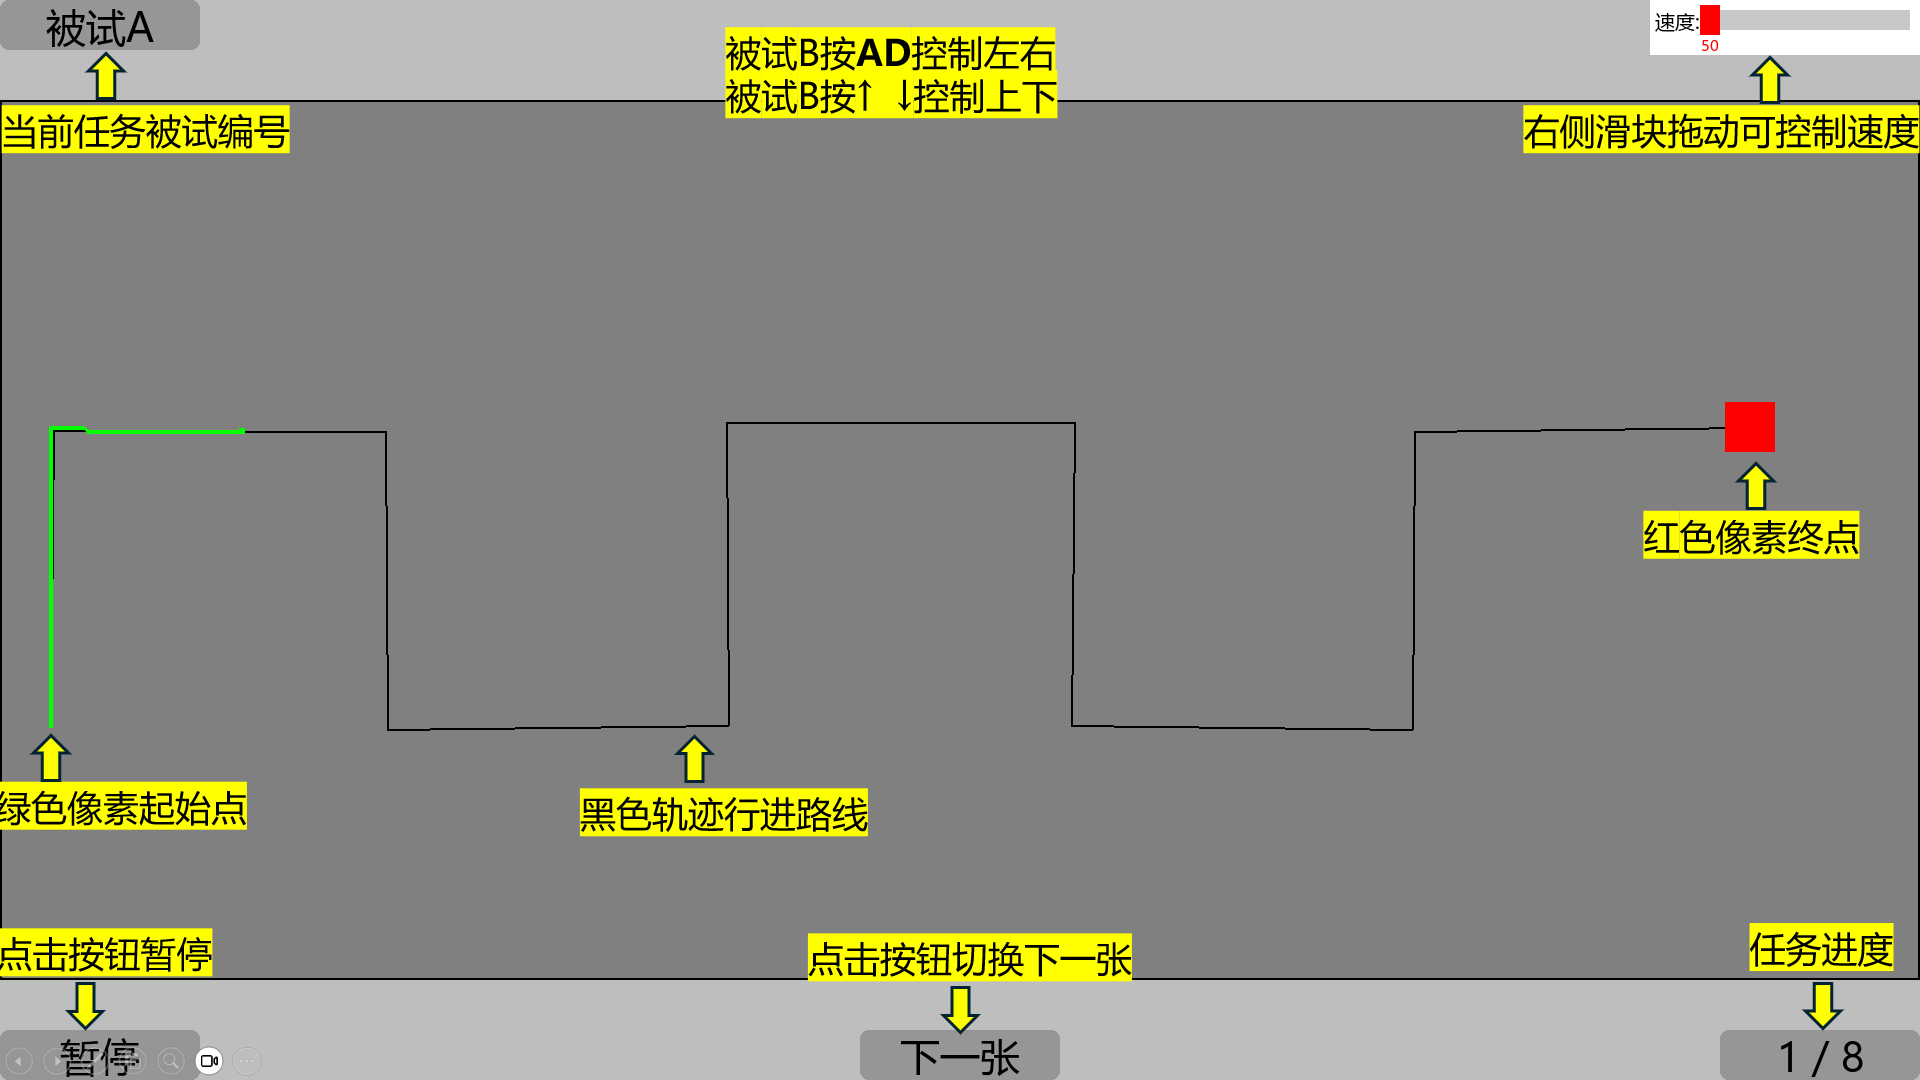 被试A
速度:
50
被试B按AD控制左右
被试B按↑ ↓控制上下
当前任务被试编号
右侧滑块拖动可控制速度
红色像素终点
绿色像素起始点
黑色轨迹行进路线
点击按钮暂停
点击按钮切换下一张
任务进度
暂停
下一张
1 / 8